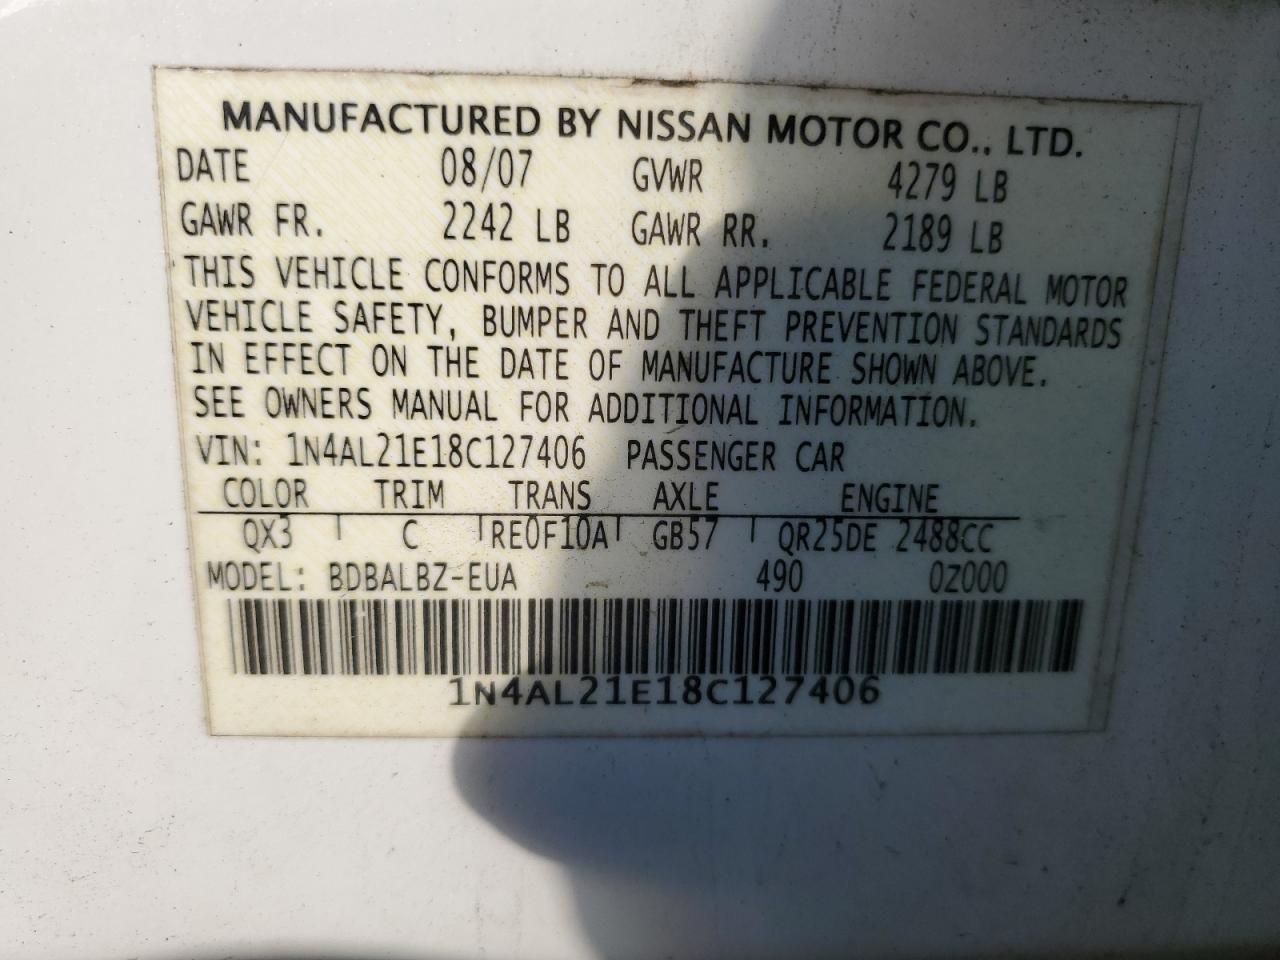 MANUFACTURED BY NISSAN MOTOR CO., LTD.
DATE 08/07 GVWR 4279 LB
GAWR FR. 2242 LB GAWR RR. 2189 LB
THIS VEHICLE CONFORMS TO ALL APPLICABLE FEDERAL MOTOR
VEHICLE SAFETY, BUMPER AND THEFT PREVENTION STANDARDS
IN EFFECT ON THE DATE OF MANUFACTURE SHOWN ABOVE.
SEE OWNERS MANUAL FOR ADDITIONAL INFORMATION.
VIN: 1N4AL21E18C127406 PASSENGER CAR
COLOR TRIM TRANS AXLE ENGINE
QX3 C RE0F10A GB57 QR25DE 2488CC
MODEL: BDBALBZ-EUA 490 0Z000
1N4AL21E18C127406